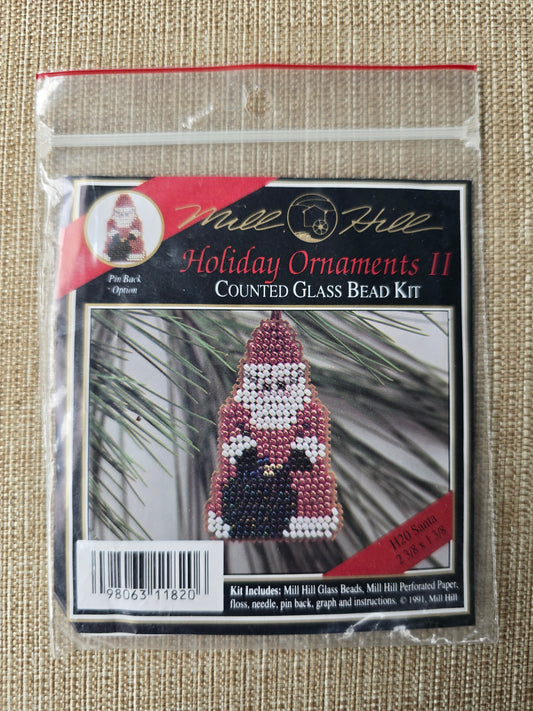 Mill Hill
Holiday Ornaments II
COUNTED GLASS BEAD KIT
Pin Back
Option
H20 Santa
2 3/8 x 1 3/8
98063 11820
Kit Includes: Mill Hill Glass Beads, Mill Hill Perforated Paper,
floss, needle, pin back, graph and instructions. © 1991, Mill Hill